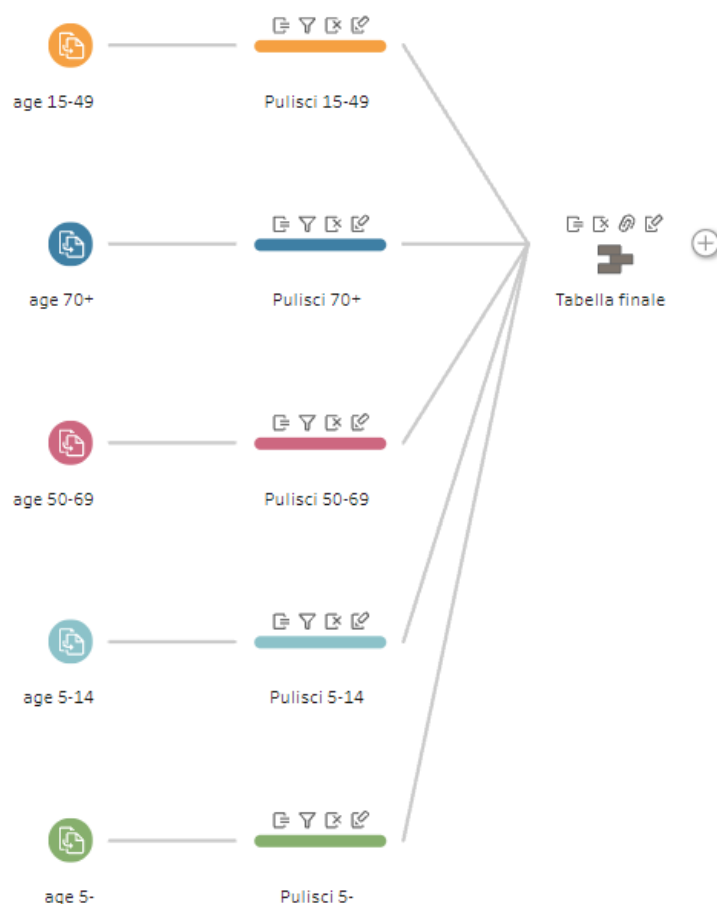 age 15-49
Pulisci 15-49
age 70+
Pulisci 70+
Tabella finale
age 50-69
Pulisci 50-69
age 5-14
Pulisci 5-14
age 5-
Pulisci 5-